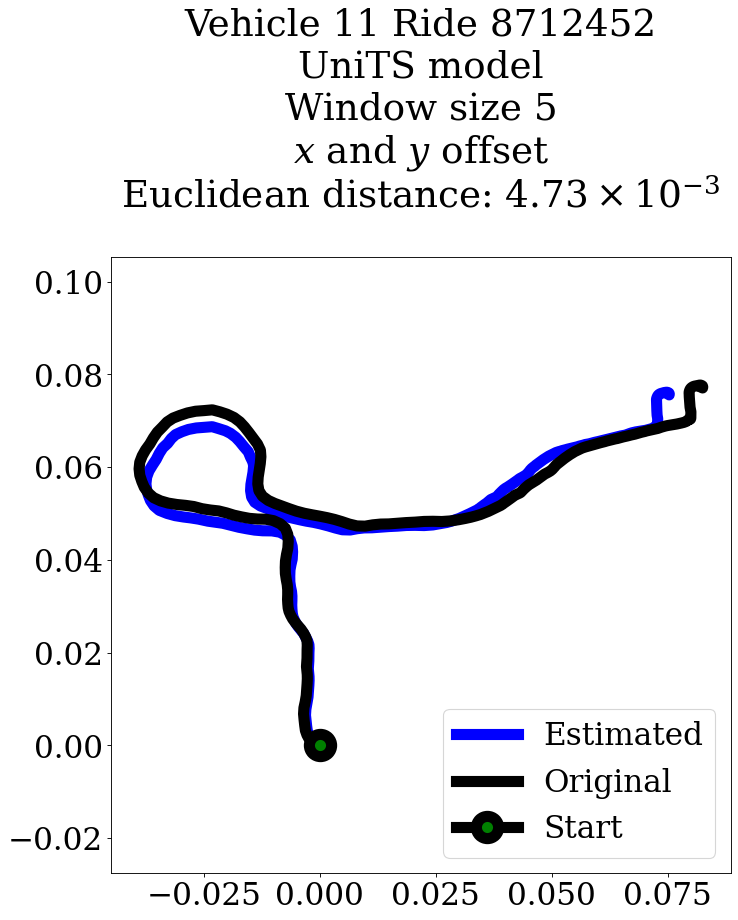 Vehicle 11 Ride 8712452
UniTS model
Window size 5
x and y offset
Euclidean distance: 4.73 × 10⁻³
0.10
0.08
0.06
0.04
0.02
0.00
−0.02
−0.025 0.000 0.025 0.050 0.075
Estimated
Original
Start